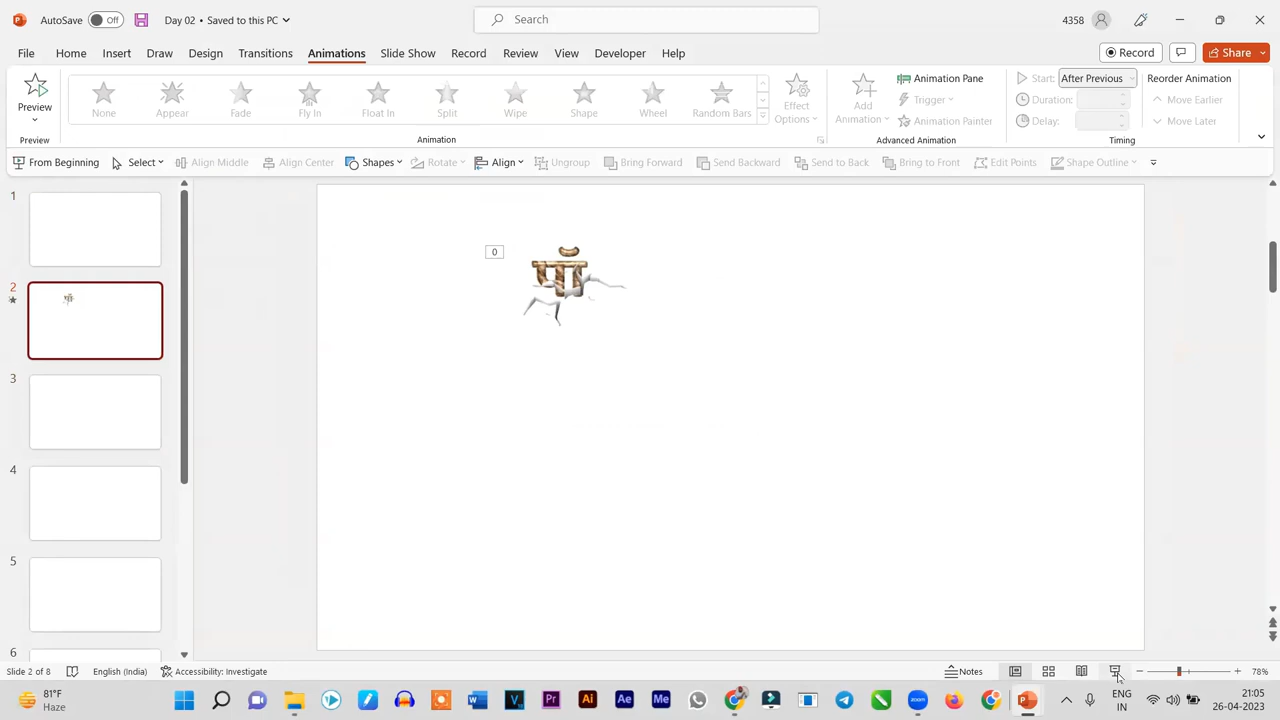 AutoSave Off Day 02 • Saved to this PC Search 4358
File Home Insert Draw Design Transitions Animations Slide Show Record Review View Developer Help Record Share
Preview None Appear Fade Fly In Float In Split Wipe Shape Wheel Random Bars Effect Options Add Animation Animation Pane Trigger Animation Painter Start: After Previous Duration: Delay: Reorder Animation Move Earlier Move Later
Preview Animation Advanced Animation Timing
From Beginning Select Align Middle Align Center Shapes Rotate Align Ungroup Bring Forward Send Backward Send to Back Bring to Front Edit Points Shape Outline
1
2
3
4
5
6
0
पाँ
Slide 2 of 8 English (India) Accessibility: Investigate Notes 78%
81°F
Haze
ENG
IN
21:05
26-04-2023